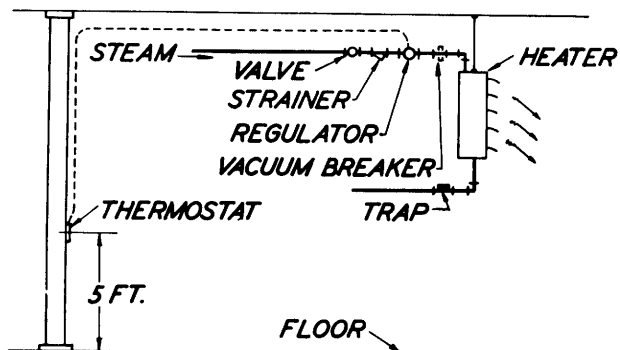 STEAM
VALVE
HEATER
STRAINER
REGULATOR
VACUUM BREAKER
THERMOSTAT
TRAP
5 FT.
FLOOR